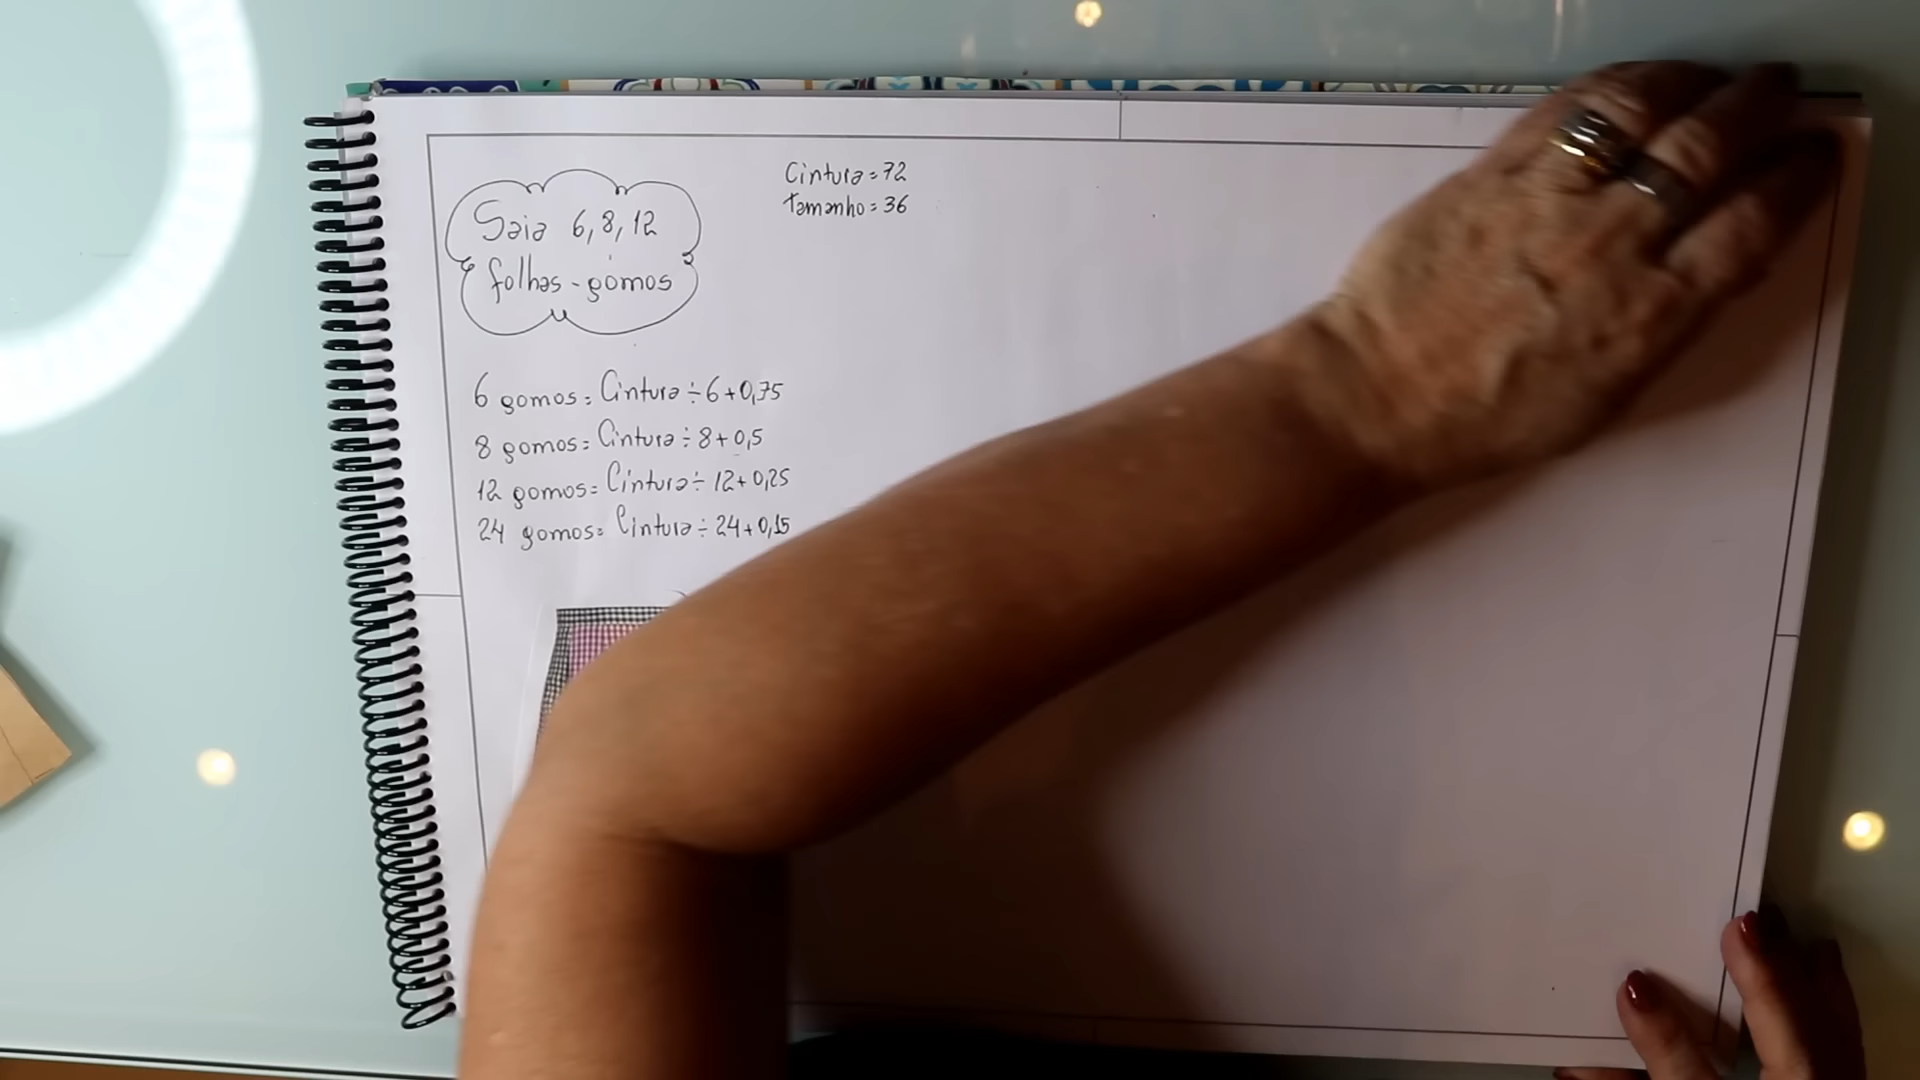 Saia 6, 8, 12
folhas - gomos
Cintura = 72
Tamanho = 36
6 gomos = Cintura ÷ 6 + 0,75
8 gomos = Cintura ÷ 8 + 0,5
12 gomos = Cintura ÷ 12 + 0,25
24 gomos = Cintura ÷ 24 + 0,15